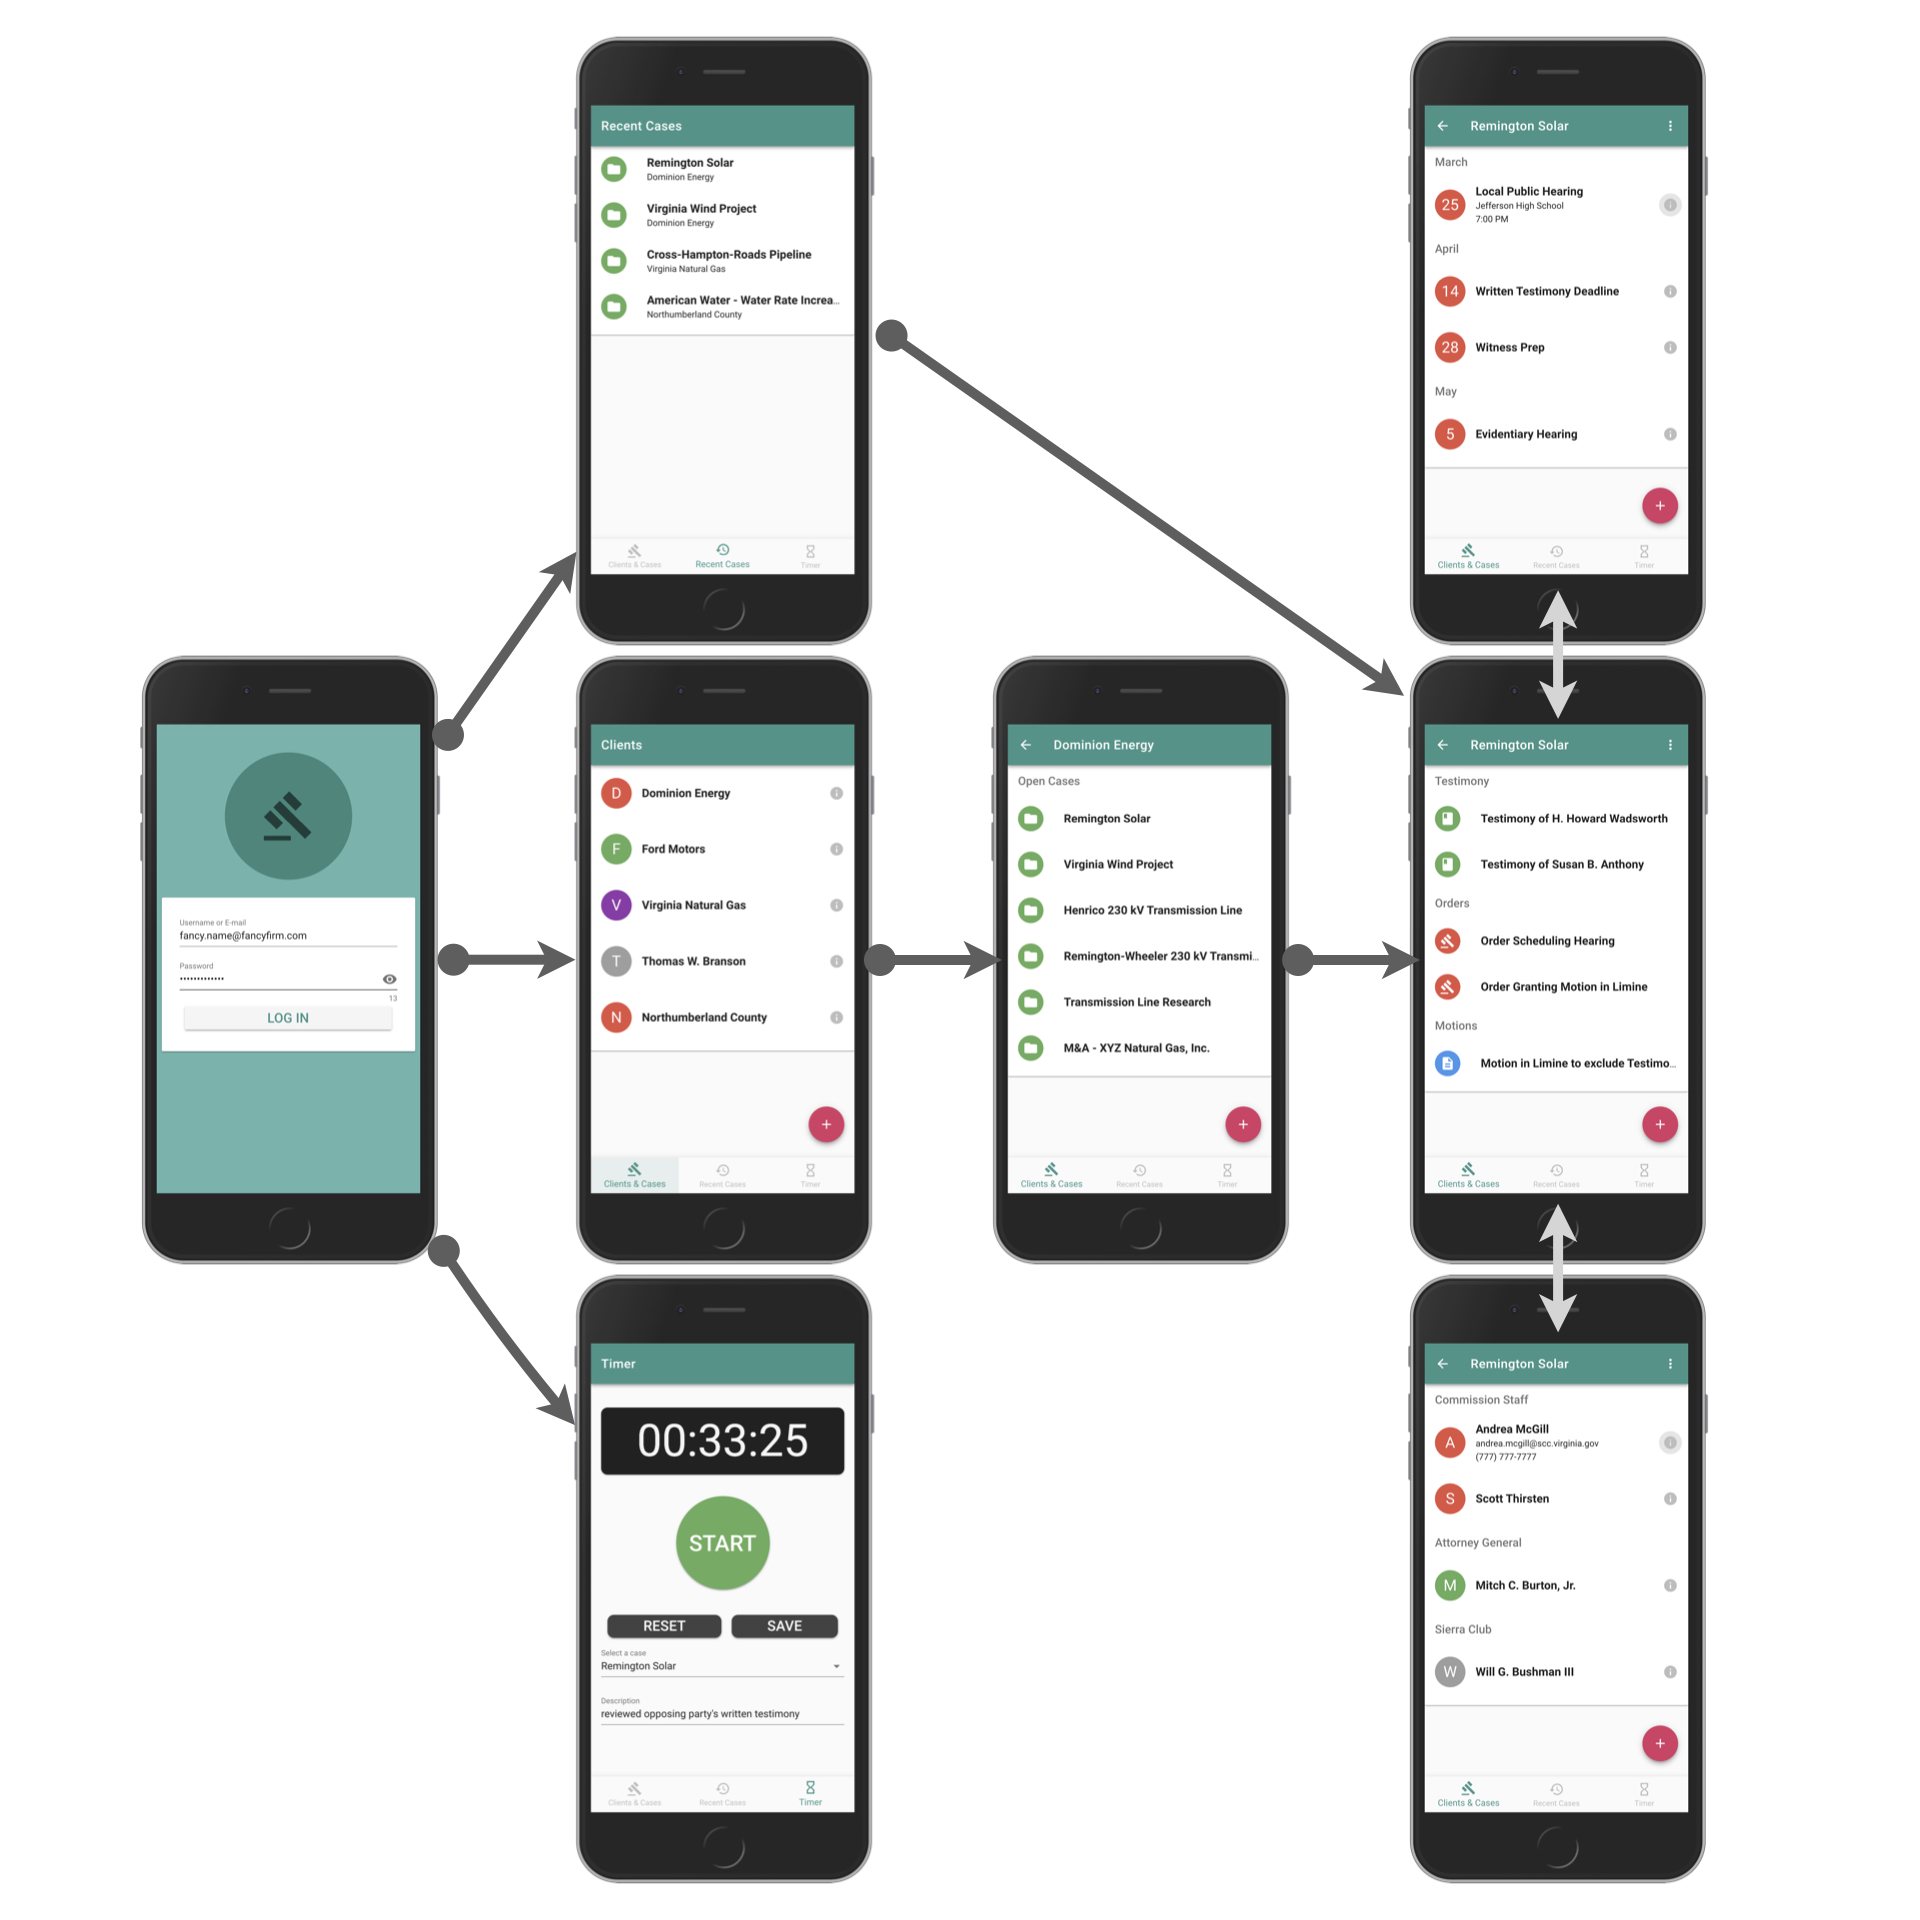 Recent Cases
Remington Solar
Dominion Energy
Virginia Wind Project
Dominion Energy
Cross-Hampton-Roads Pipeline
Virginia Natural Gas
American Water - Water Rate Increa...
Northumberland County
Clients & Cases
Recent Cases
Timer
Remington Solar
March
25
Local Public Hearing
Jefferson High School
7:00 PM
April
14
Written Testimony Deadline
28
Witness Prep
May
5
Evidentiary Hearing
+
Clients & Cases
Recent Cases
Timer
Username or E-mail
fancy.name@fancyfirm.com
Password
•••••••••••••
13
LOG IN
Clients
D
Dominion Energy
F
Ford Motors
V
Virginia Natural Gas
T
Thomas W. Branson
N
Northumberland County
+
Clients & Cases
Recent Cases
Timer
Dominion Energy
Open Cases
Remington Solar
Virginia Wind Project
Henrico 230 kV Transmission Line
Remington-Wheeler 230 kV Transmi...
Transmission Line Research
M&A - XYZ Natural Gas, Inc.
+
Clients & Cases
Recent Cases
Timer
Remington Solar
Testimony
Testimony of H. Howard Wadsworth
Testimony of Susan B. Anthony
Orders
Order Scheduling Hearing
Order Granting Motion in Limine
Motions
Motion in Limine to exclude Testimo...
+
Clients & Cases
Recent Cases
Timer
Timer
00:33:25
START
RESET
SAVE
Select a case
Remington Solar
Description
reviewed opposing party's written testimony
Clients & Cases
Recent Cases
Timer
Remington Solar
Commission Staff
A
Andrea McGill
andrea.mcgill@scc.virginia.gov
(777) 777-7777
S
Scott Thirsten
Attorney General
M
Mitch C. Burton, Jr.
Sierra Club
W
Will G. Bushman III
+
Clients & Cases
Recent Cases
Timer